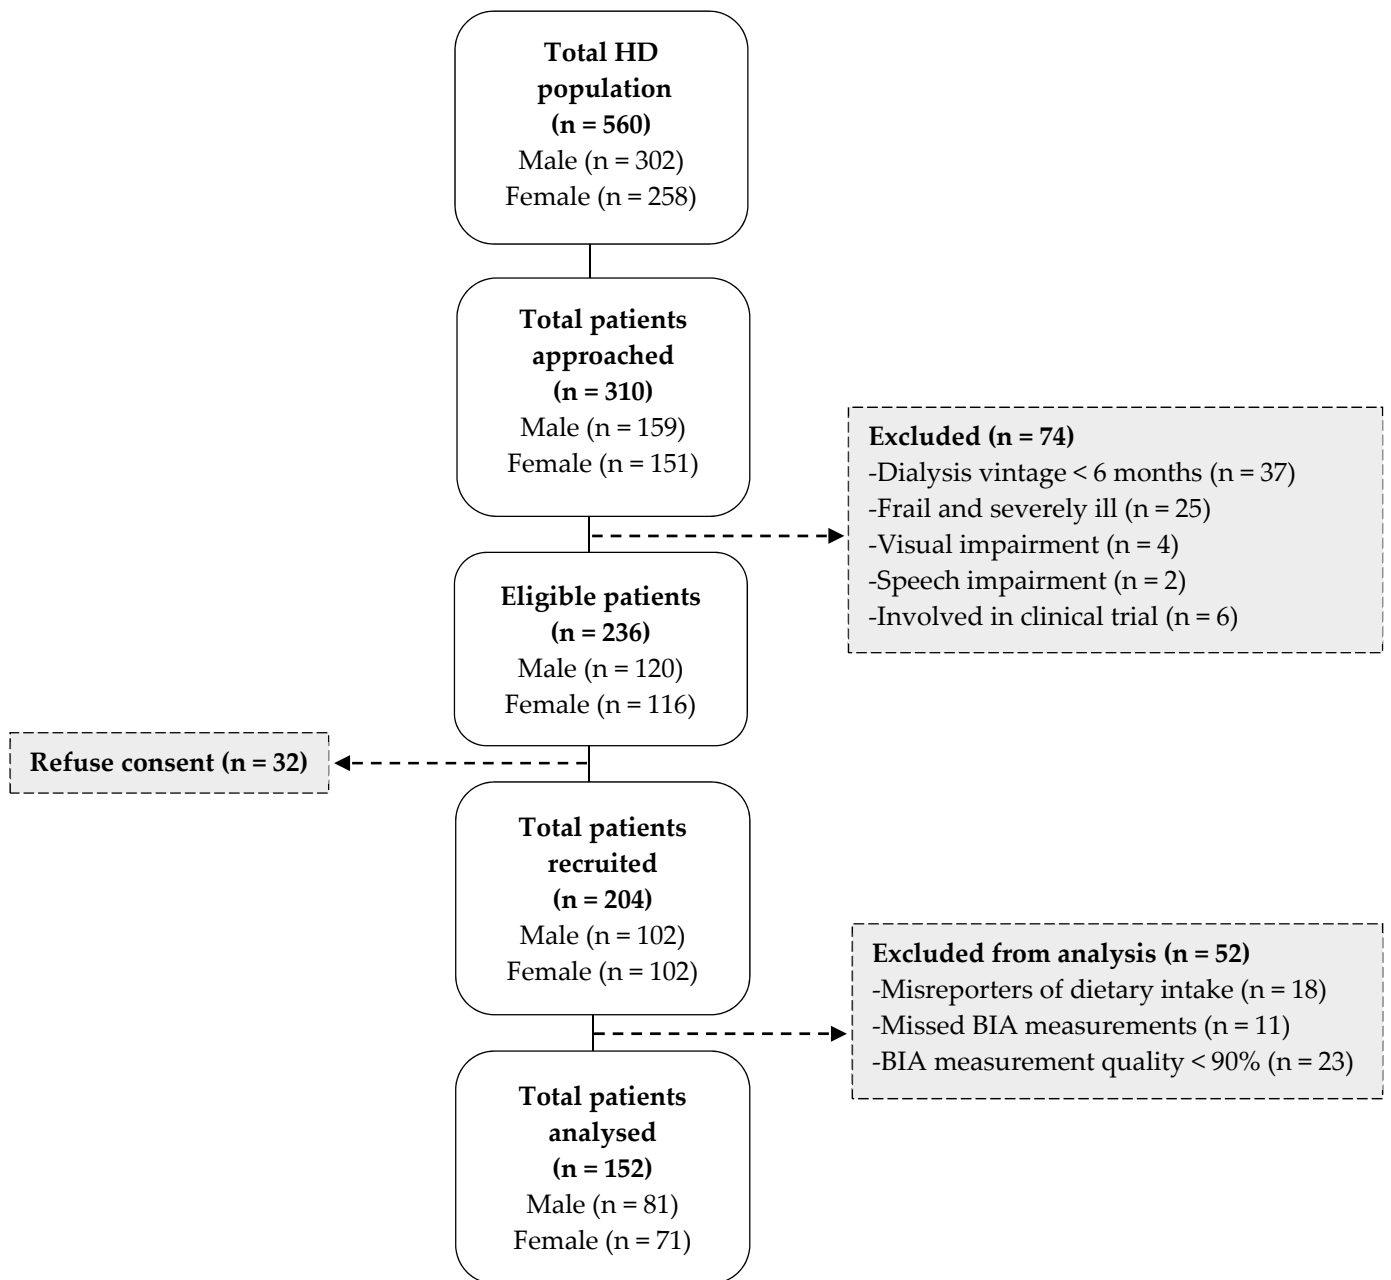 Total HD
population
(n = 560)
Male (n = 302)
Female (n = 258)
Total patients
approached
(n = 310)
Male (n = 159)
Female (n = 151)
Excluded (n = 74)
-Dialysis vintage < 6 months (n = 37)
-Frail and severely ill (n = 25)
-Visual impairment (n = 4)
-Speech impairment (n = 2)
-Involved in clinical trial (n = 6)
Eligible patients
(n = 236)
Male (n = 120)
Female (n = 116)
Refuse consent (n = 32)
Total patients
recruited
(n = 204)
Male (n = 102)
Female (n = 102)
Excluded from analysis (n = 52)
-Misreporters of dietary intake (n = 18)
-Missed BIA measurements (n = 11)
-BIA measurement quality < 90% (n = 23)
Total patients
analysed
(n = 152)
Male (n = 81)
Female (n = 71)